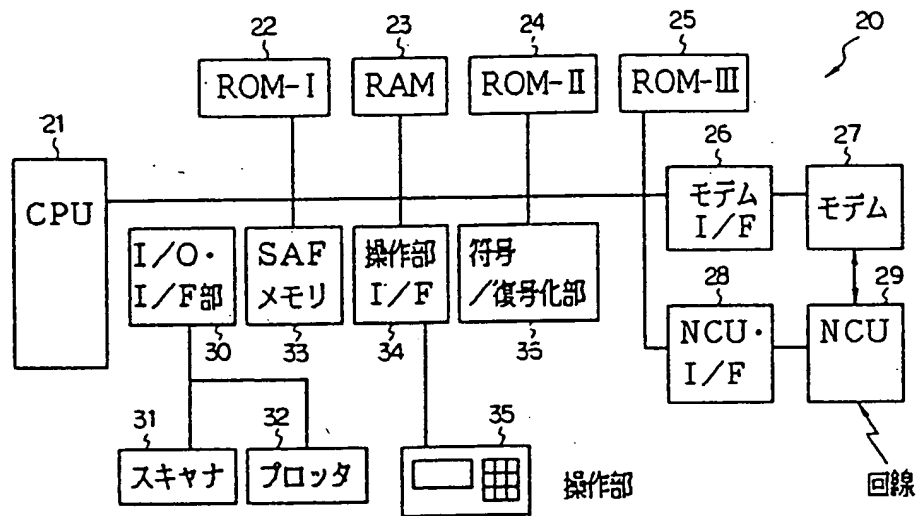 22
23
24
25
20
ROM-I
RAM
ROM-II
ROM-III
21
26
27
CPU
モデム
I/F
モデム
I/O・
I/F部
SAF
メモリ
操作部
I/F
符号
/復号化部
28
29
30
33
34
36
NCU・
I/F
NCU
31
32
35
スキャナ
プロッタ
操作部
回線